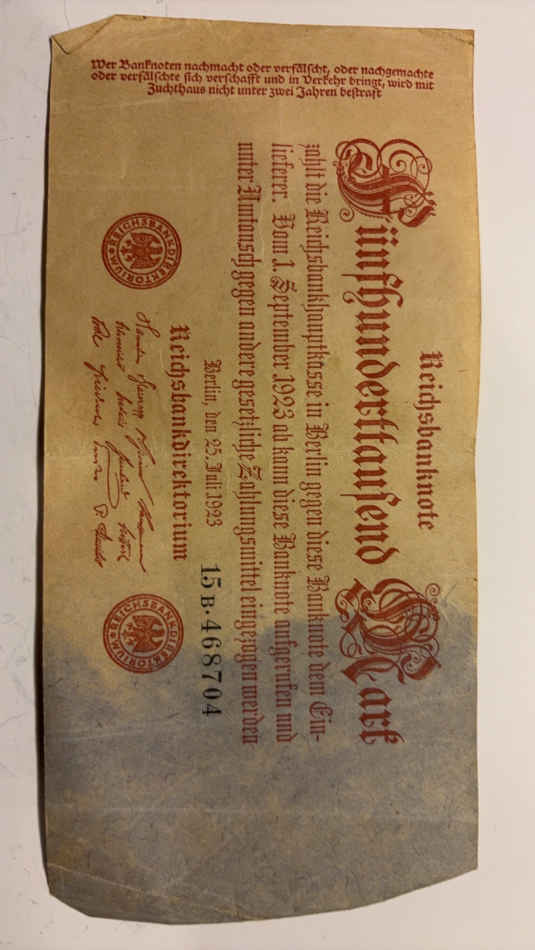 Reichsbanknote
Fünfhunderttausend Mark
zahlt die Reichsbankhauptkasse in Berlin gegen diese Banknote dem Ein-
lieferer. Vom 1. September 1923 ab kann diese Banknote aufgerufen und
unter Umtausch gegen andere gesetzliche Zahlungsmittel eingezogen werden
Berlin, den 25. Juli 1923
15B·468704
Reichsbankdirektorium
REICHSBANKDIREKTORIUM
REICHSBANKDIREKTORIUM
Wer Banknoten nachmacht oder verfälscht, oder nachgemachte
oder verfälschte sich verschafft und in Verkehr bringt, wird mit
Zuchthaus nicht unter zwei Jahren bestraft